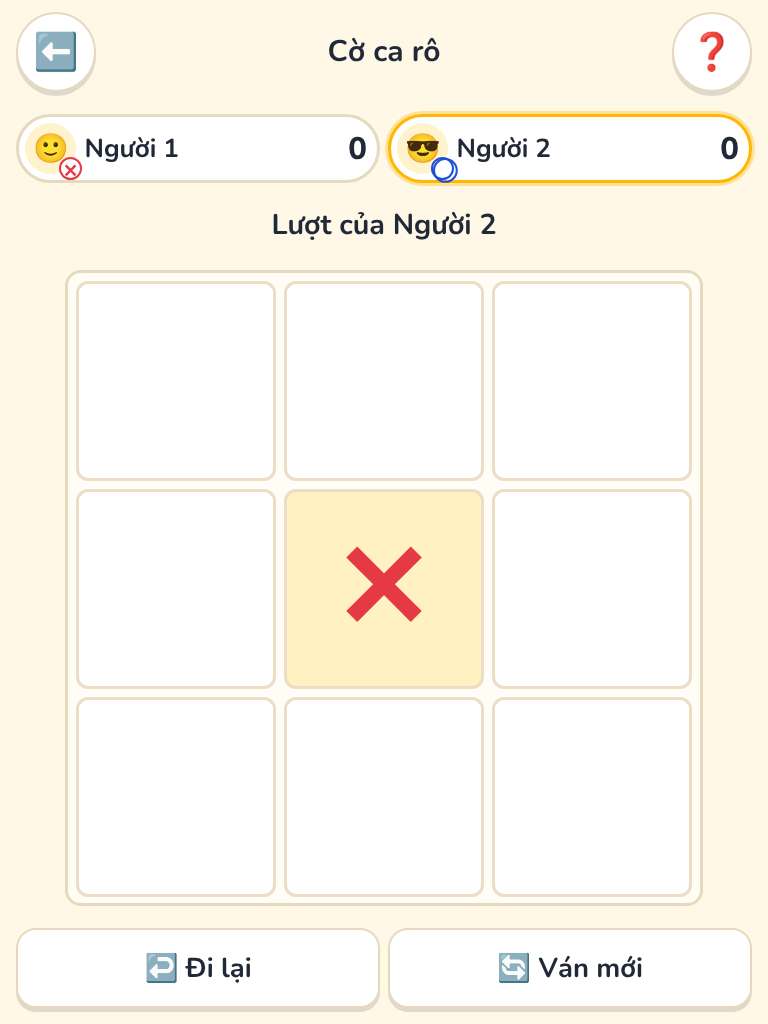 Cờ ca rô
Người 1 0
Người 2 0
Lượt của Người 2
Đi lại
Ván mới